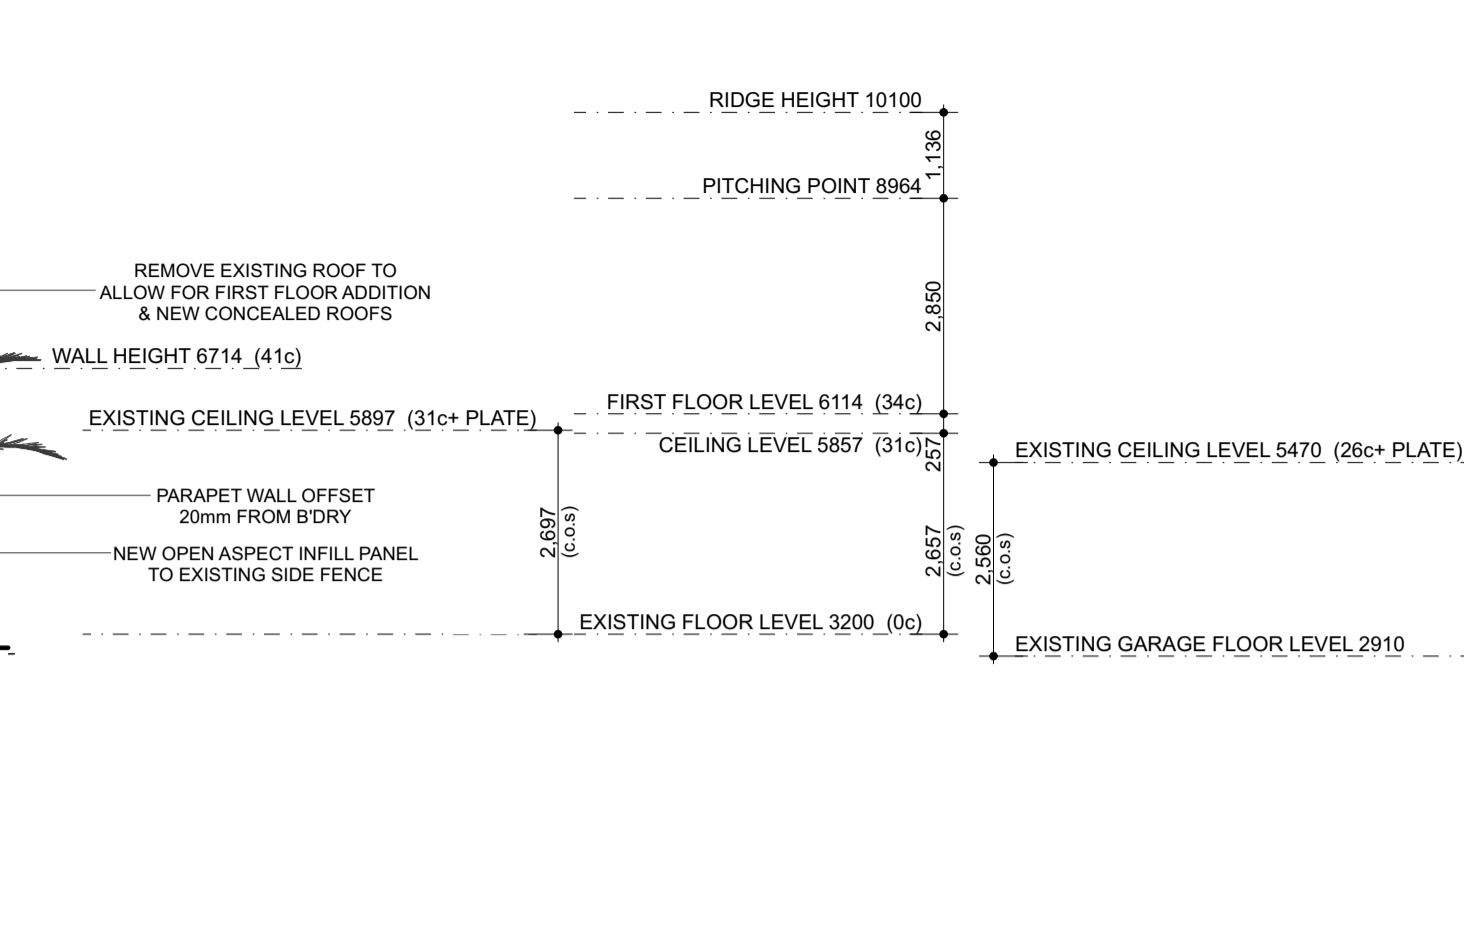 RIDGE HEIGHT 10100
1,136
PITCHING POINT 8964
REMOVE EXISTING ROOF TO
ALLOW FOR FIRST FLOOR ADDITION
& NEW CONCEALED ROOFS
2,850
WALL HEIGHT 6714 (41c)
FIRST FLOOR LEVEL 6114 (34c)
EXISTING CEILING LEVEL 5897 (31c+ PLATE)
CEILING LEVEL 5857 (31c)
257
EXISTING CEILING LEVEL 5470 (26c+ PLATE)
PARAPET WALL OFFSET
20mm FROM B'DRY
2,697
(c.o.s)
2,657
(c.o.s)
2,560
(c.o.s)
NEW OPEN ASPECT INFILL PANEL
TO EXISTING SIDE FENCE
EXISTING FLOOR LEVEL 3200 (0c)
EXISTING GARAGE FLOOR LEVEL 2910